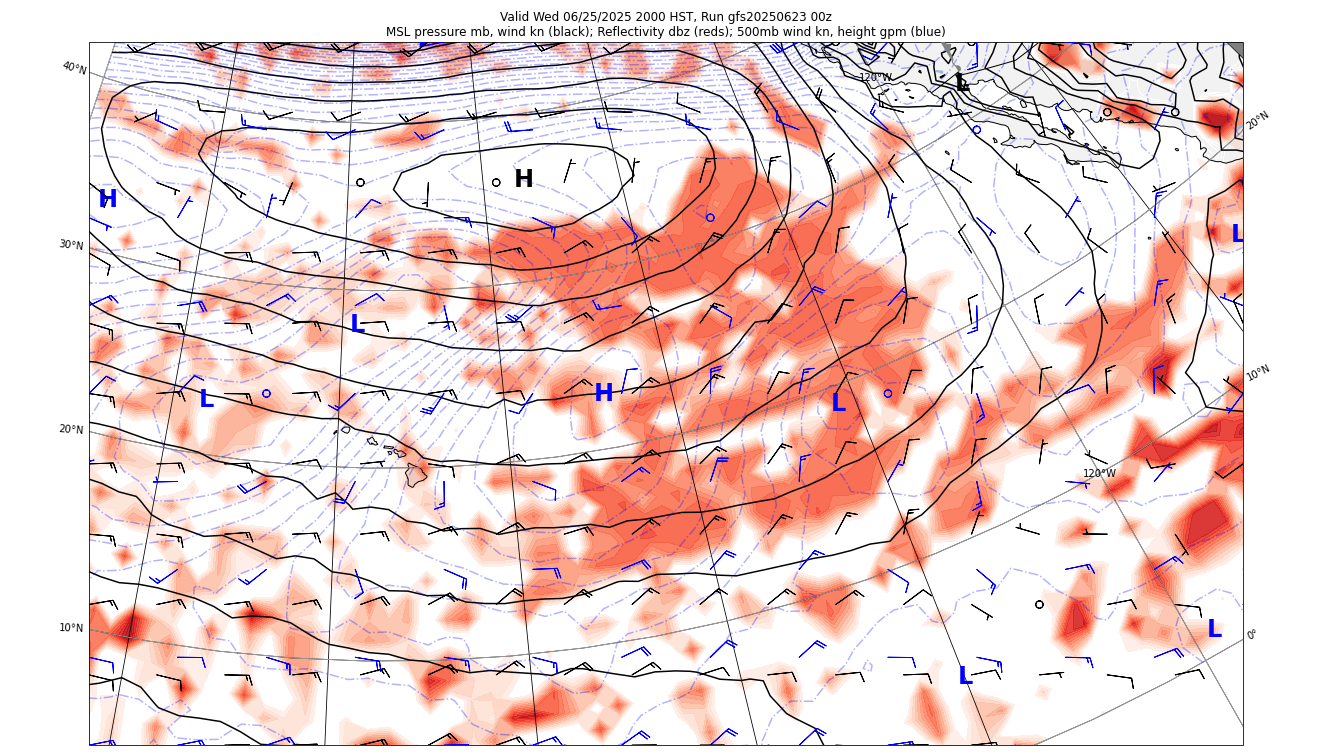 Valid Wed 06/25/2025 2000 HST, Run gfs20250623 00z
MSL pressure mb, wind kn (black); Reflectivity dbz (reds); 500mb wind kn, height gpm (blue)
40°N
120°W
L
20°N
H
H
30°N
L
L
10°N
L
H
L
20°N
120°W
10°N
L
0°
L